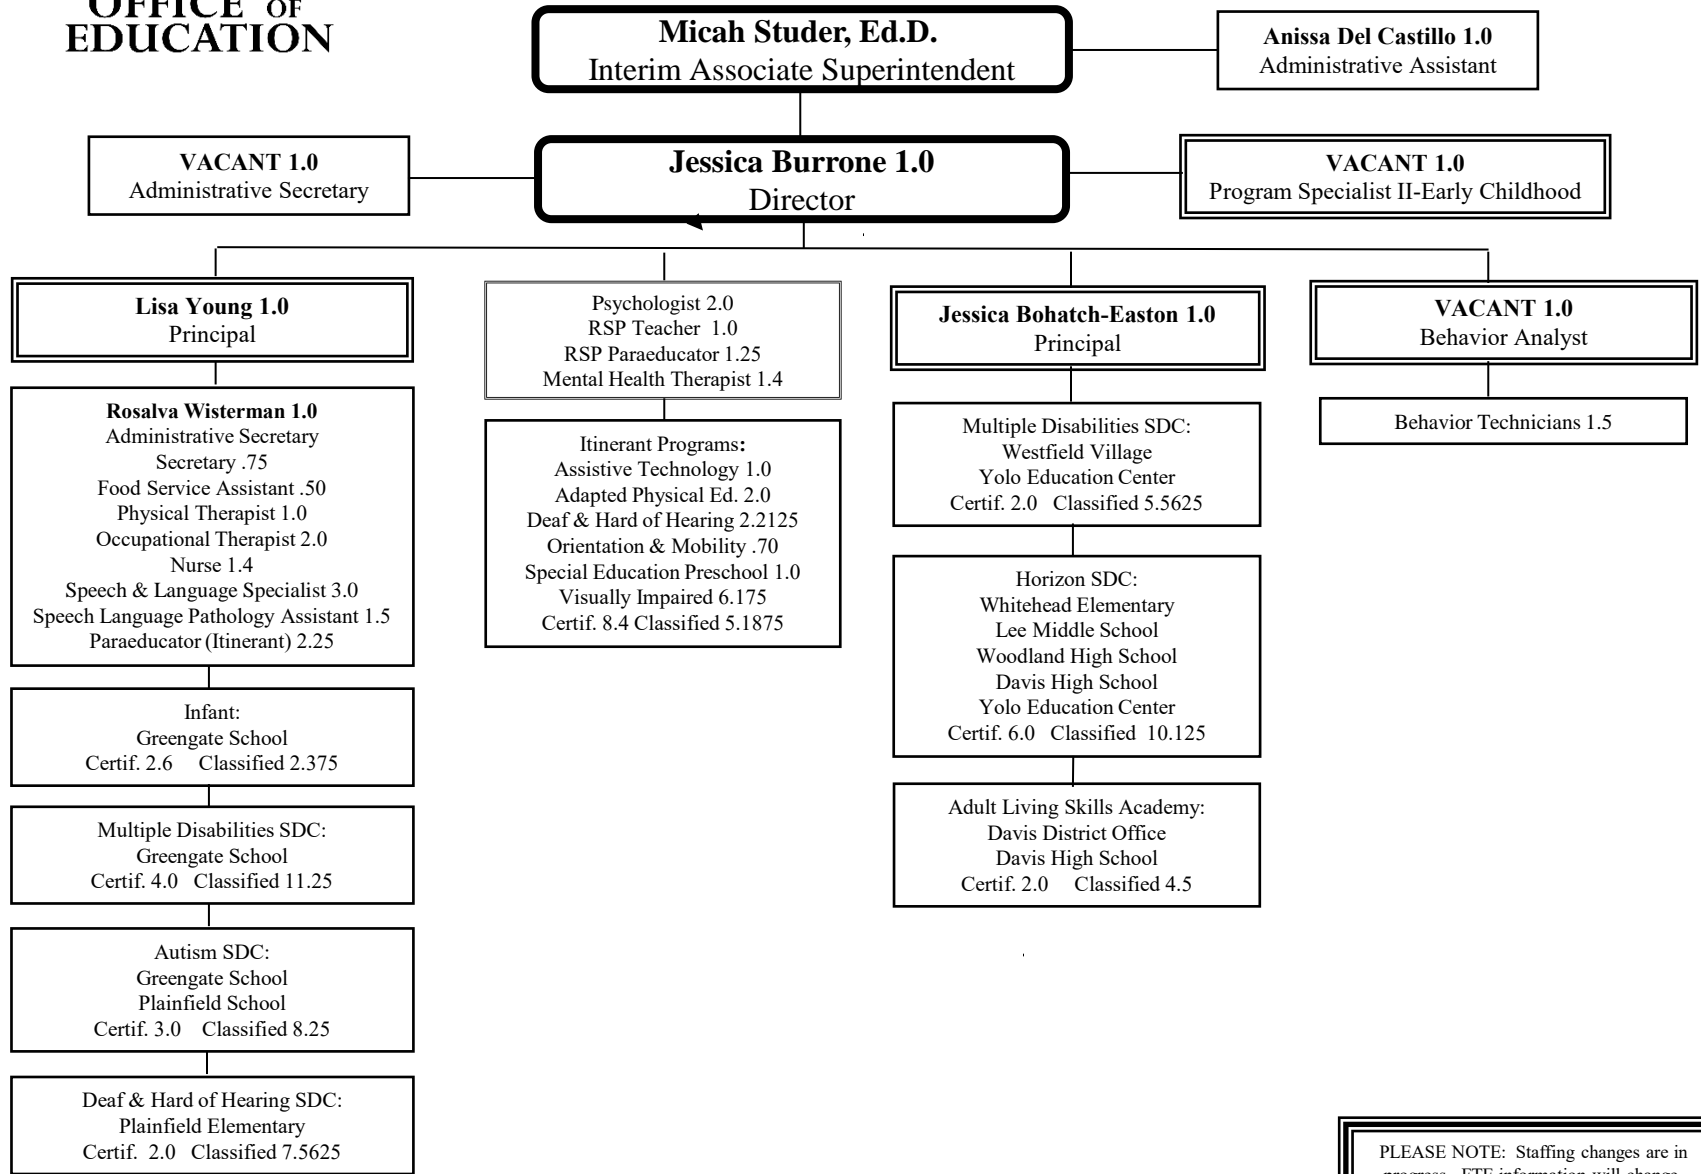 OFFICE OF
EDUCATION
Micah Studer, Ed.D.
Interim Associate Superintendent
Anissa Del Castillo 1.0
Administrative Assistant
VACANT 1.0
Administrative Secretary
Jessica Burrone 1.0
Director
VACANT 1.0
Program Specialist II-Early Childhood
Lisa Young 1.0
Principal
Rosalva Wisterman 1.0
Administrative Secretary
Secretary .75
Food Service Assistant .50
Physical Therapist 1.0
Occupational Therapist 2.0
Nurse 1.4
Speech & Language Specialist 3.0
Speech Language Pathology Assistant 1.5
Paraeducator (Itinerant) 2.25
Infant:
Greengate School
Certif. 2.6 Classified 2.375
Multiple Disabilities SDC:
Greengate School
Certif. 4.0 Classified 11.25
Autism SDC:
Greengate School
Plainfield School
Certif. 3.0 Classified 8.25
Deaf & Hard of Hearing SDC:
Plainfield Elementary
Certif. 2.0 Classified 7.5625
Psychologist 2.0
RSP Teacher 1.0
RSP Paraeducator 1.25
Mental Health Therapist 1.4
Itinerant Programs:
Assistive Technology 1.0
Adapted Physical Ed. 2.0
Deaf & Hard of Hearing 2.2125
Orientation & Mobility .70
Special Education Preschool 1.0
Visually Impaired 6.175
Certif. 8.4 Classified 5.1875
Jessica Bohatch-Easton 1.0
Principal
Multiple Disabilities SDC:
Westfield Village
Yolo Education Center
Certif. 2.0 Classified 5.5625
Horizon SDC:
Whitehead Elementary
Lee Middle School
Woodland High School
Davis High School
Yolo Education Center
Certif. 6.0 Classified 10.125
Adult Living Skills Academy:
Davis District Office
Davis High School
Certif. 2.0 Classified 4.5
VACANT 1.0
Behavior Analyst
Behavior Technicians 1.5
PLEASE NOTE: Staffing changes are in
progress. FTE information will change